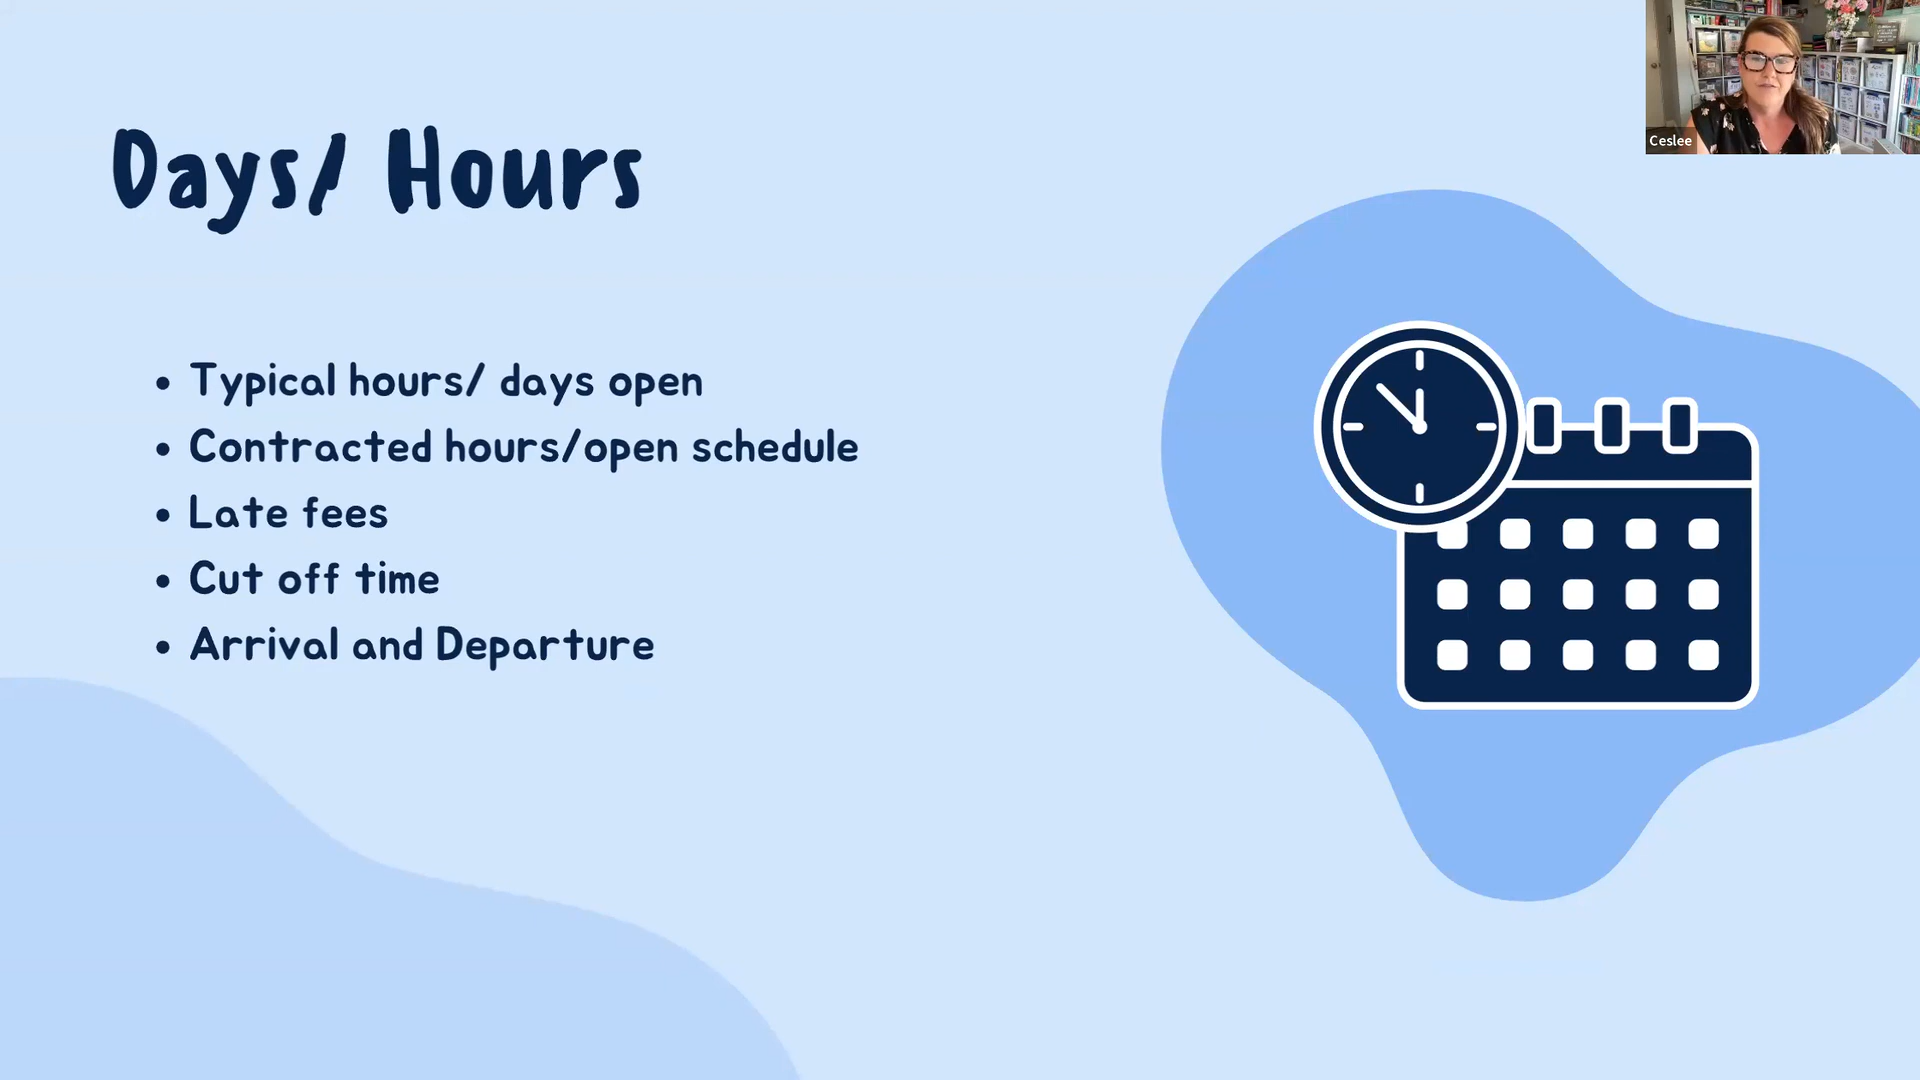 Days/ Hours
• Typical hours/ days open
• Contracted hours/open schedule
• Late fees
• Cut off time
• Arrival and Departure
Ceslee